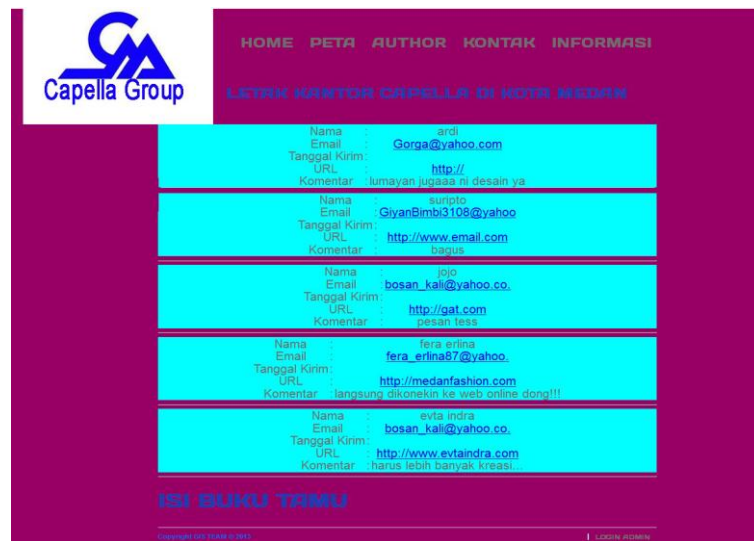 Capella Group
HOME PETA AUTHOR KONTAK INFORMASI
LETAK KANTOR CAPELLA DI KOTA MEDAN
Nama : ardi
Email : Gorga@yahoo.com
Tanggal Kirim:
URL : http://
Komentar :lumayan jugaaa ni desain ya
Nama : suripto
Email :GiyanBimbi3108@yahoo
Tanggal Kirim:
URL : http://www.email.com
Komentar : bagus
Nama : jojo
Email :bosan_kali@yahoo.co.
Tanggal Kirim:
URL : http://gat.com
Komentar : pesan tess
Nama : fera erlina
Email : fera_erlina87@yahoo.
Tanggal Kirim:
URL : http://medanfashion.com
Komentar :langsung dikonekin ke web online dong!!!
Nama : evta indra
Email : bosan_kali@yahoo.co.
Tanggal Kirim:
URL : http://www.evtaindra.com
Komentar :harus lebih banyak kreasi...
ISI BUKU TAMU
Copyright GIS TEAM © 2013
| LOGIN ADMIN